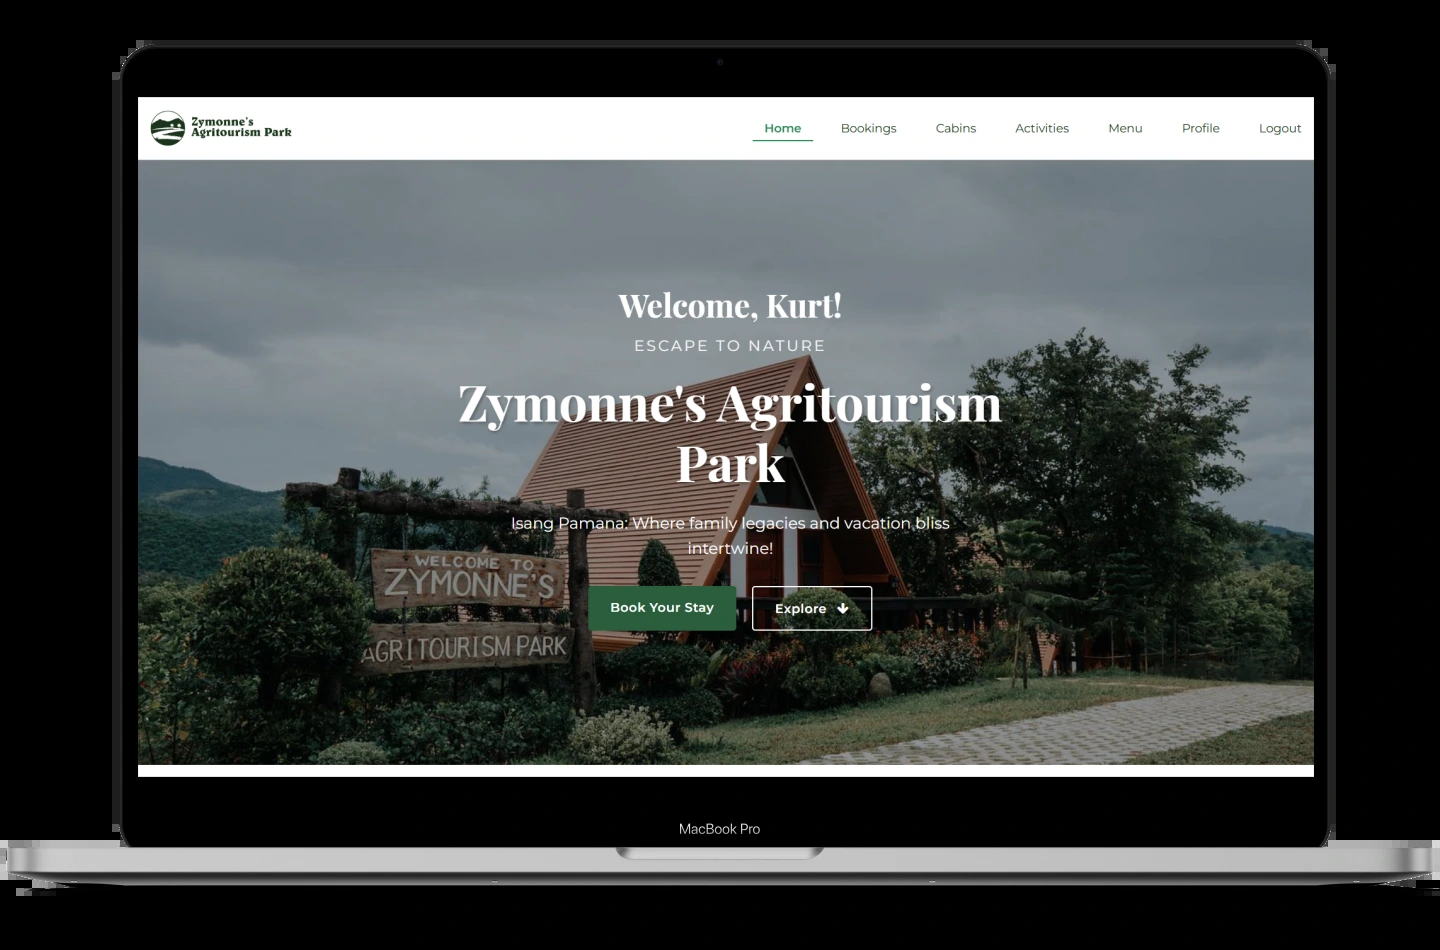 Zymonne's
Agritourism Park
Home Bookings Cabins Activities Menu Profile Logout
Welcome, Kurt!
ESCAPE TO NATURE
Zymonne's Agritourism
Park
Isang Pamana: Where family legacies and vacation bliss
intertwine!
Book Your Stay Explore
WELCOME TO
ZYMONNE'S
AGRITOURISM PARK
MacBook Pro